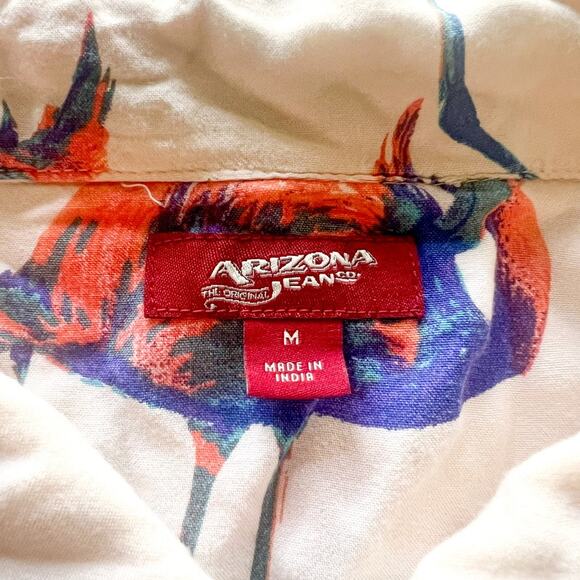 ARIZONA
THE ORIGINAL JEAN CO.
M
MADE IN
INDIA